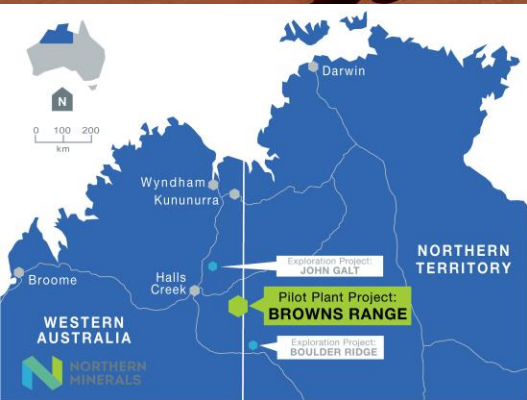 N
0 100 200
km
Darwin
Wyndham
Kununurra
Exploration Project:
JOHN GALT
NORTHERN
TERRITORY
Broome
Halls
Creek
Pilot Plant Project:
BROWNS RANGE
WESTERN
AUSTRALIA
Exploration Project:
BOULDER RIDGE
NORTHERN
MINERALS